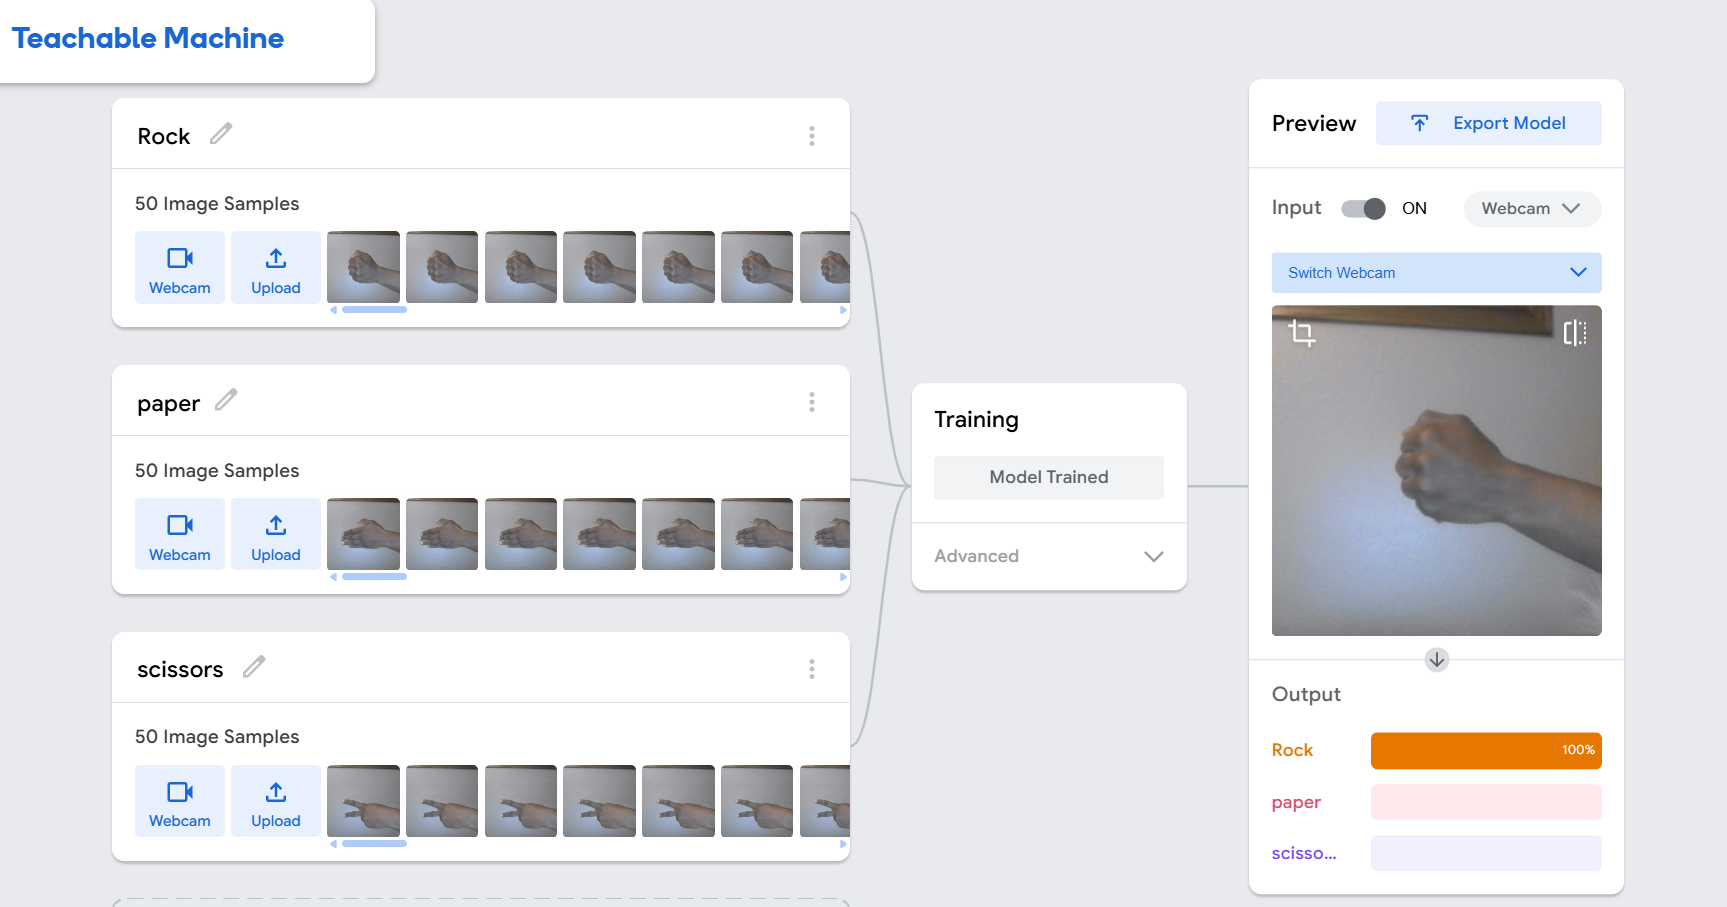 Teachable Machine
Rock
50 Image Samples
Webcam
Upload
paper
50 Image Samples
Webcam
Upload
scissors
50 Image Samples
Webcam
Upload
Training
Model Trained
Advanced
Preview
Export Model
Input
ON
Webcam
Switch Webcam
Output
Rock
100%
paper
scisso...